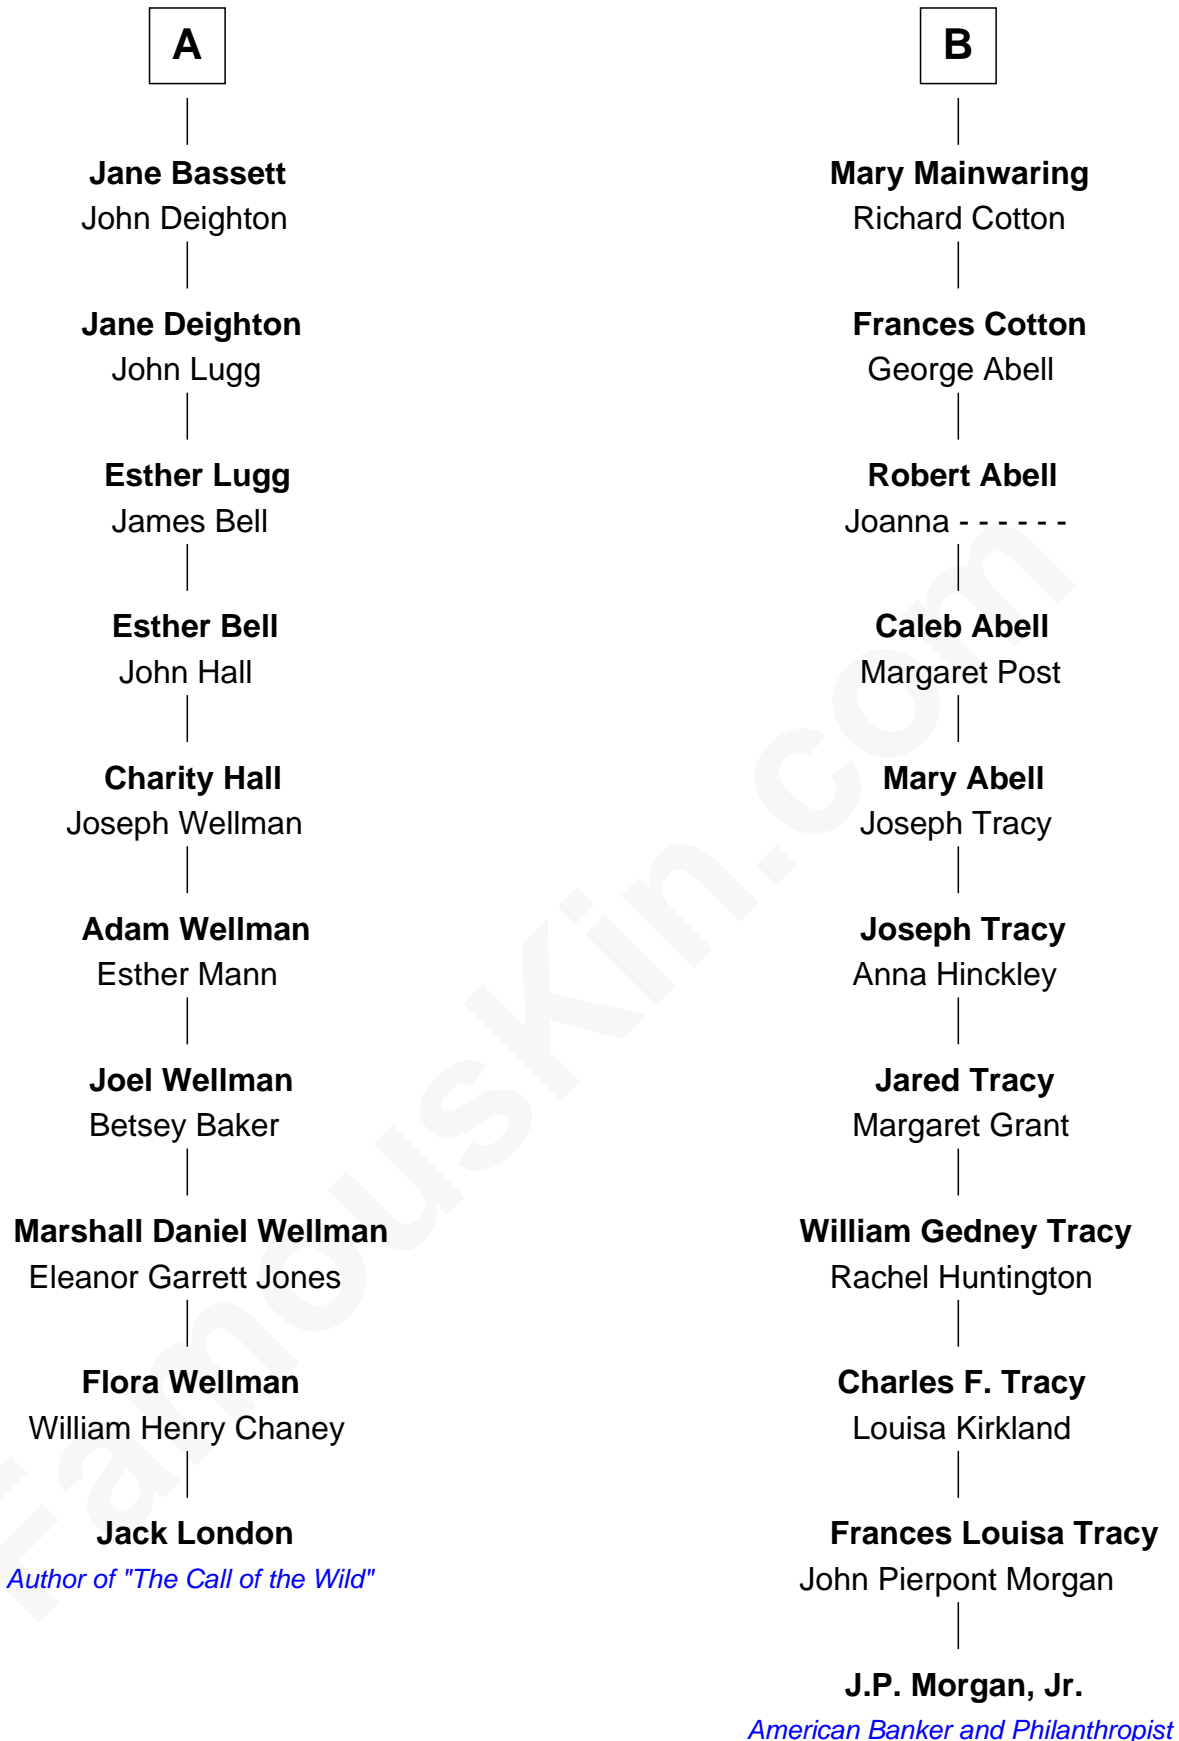 A
Jane Bassett
John Deighton
Jane Deighton
John Lugg
Esther Lugg
James Bell
Esther Bell
John Hall
Charity Hall
Joseph Wellman
Adam Wellman
Esther Mann
Joel Wellman
Betsey Baker
Marshall Daniel Wellman
Eleanor Garrett Jones
Flora Wellman
William Henry Chaney
Jack London
Author of "The Call of the Wild"
B
Mary Mainwaring
Richard Cotton
Frances Cotton
George Abell
Robert Abell
Joanna - - - - - -
Caleb Abell
Margaret Post
Mary Abell
Joseph Tracy
Joseph Tracy
Anna Hinckley
Jared Tracy
Margaret Grant
William Gedney Tracy
Rachel Huntington
Charles F. Tracy
Louisa Kirkland
Frances Louisa Tracy
John Pierpont Morgan
J.P. Morgan, Jr.
American Banker and Philanthropist
FamousKin.com